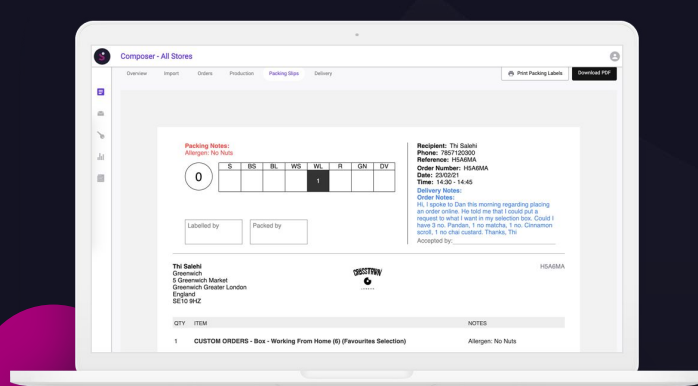 Composer - All Stores
Overview Import Orders Production Packing Slips Delivery
Print Packing Labels Download PDF
Packing Notes:
Allergen: No Nuts
0
S BS BL WS WL R GN DV
1
Labelled by Packed by
Recipient: Thi Salehi
Phone: 7857120300
Reference: H5A6MA
Order Number: H5A6MA
Date: 23/02/21
Time: 14:30 - 14:45
Delivery Notes:
Order Notes:
Hi, I spoke to Dan this morning regarding placing
an order online. He told me that I could put a
request to what I want in my selection box. Could I
have 3 no. Pandan, 1 no matcha, 1 no. Cinnamon
scroll, 1 no chai custard. Thanks, Thi
Accepted by:
Thi Salehi
Greenwich
5 Greenwich Market
Greenwich Greater London
England
SE10 9HZ
CROSSTOWN
H5A6MA
QTY ITEM NOTES
1 CUSTOM ORDERS - Box - Working From Home (6) (Favourites Selection) Allergen: No Nuts